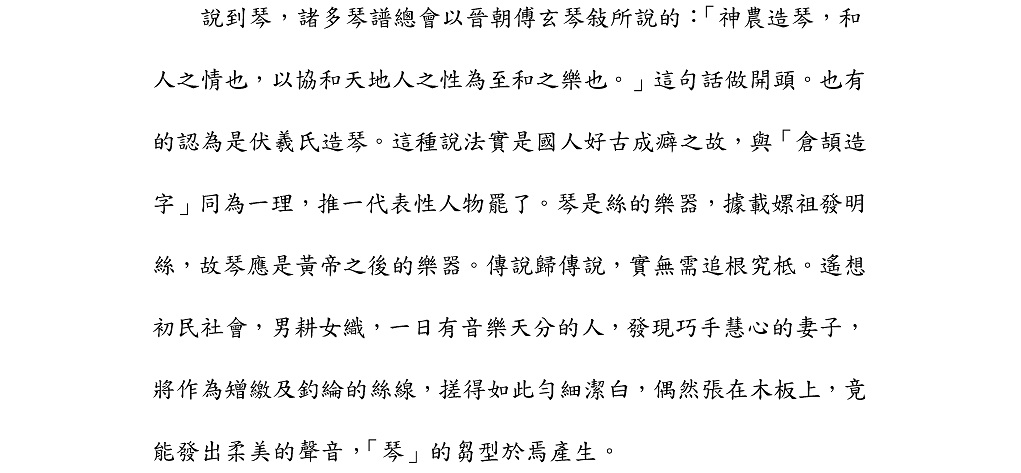 說到琴，諸多琴譜總會以晉朝傅玄琴敍所說的：「神農造琴，和
人之情也，以協和天地人之性為至和之樂也。」這句話做開頭。也有
的認為是伏羲氏造琴。這種說法實是國人好古成癖之故，與「倉頡造
字」同為一理，推一代表性人物罷了。琴是絲的樂器，據載嫘祖發明
絲，故琴應是黃帝之後的樂器。傳說歸傳說，實無需追根究柢。遙想
初民社會，男耕女織，一日有音樂天分的人，發現巧手慧心的妻子，
將作為矰繳及釣綸的絲線，搓得如此勻細潔白，偶然張在木板上，竟
能發出柔美的聲音，「琴」的芻型於焉產生。